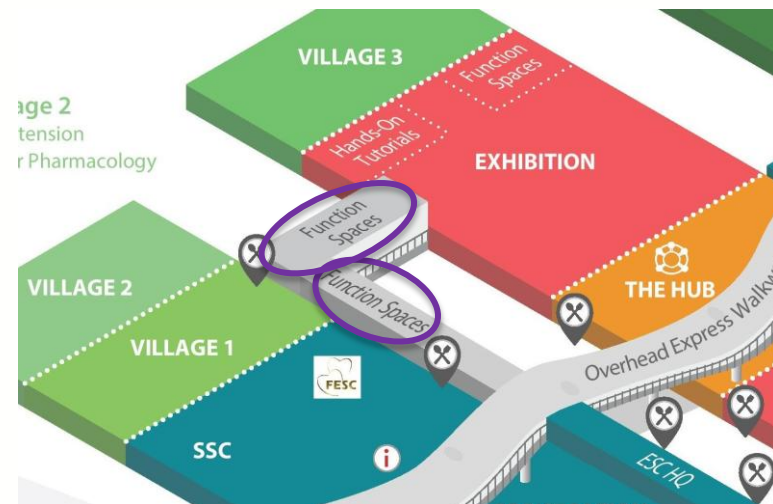 VILLAGE 3
Function
Spaces
age 2
tension
r Pharmacology
Hands-On
Tutorials
EXHIBITION
Function
Spaces
VILLAGE 2
Function Spaces
THE HUB
VILLAGE 1
Overhead Express Walkw
FESC
SSC
i
ESC HQ